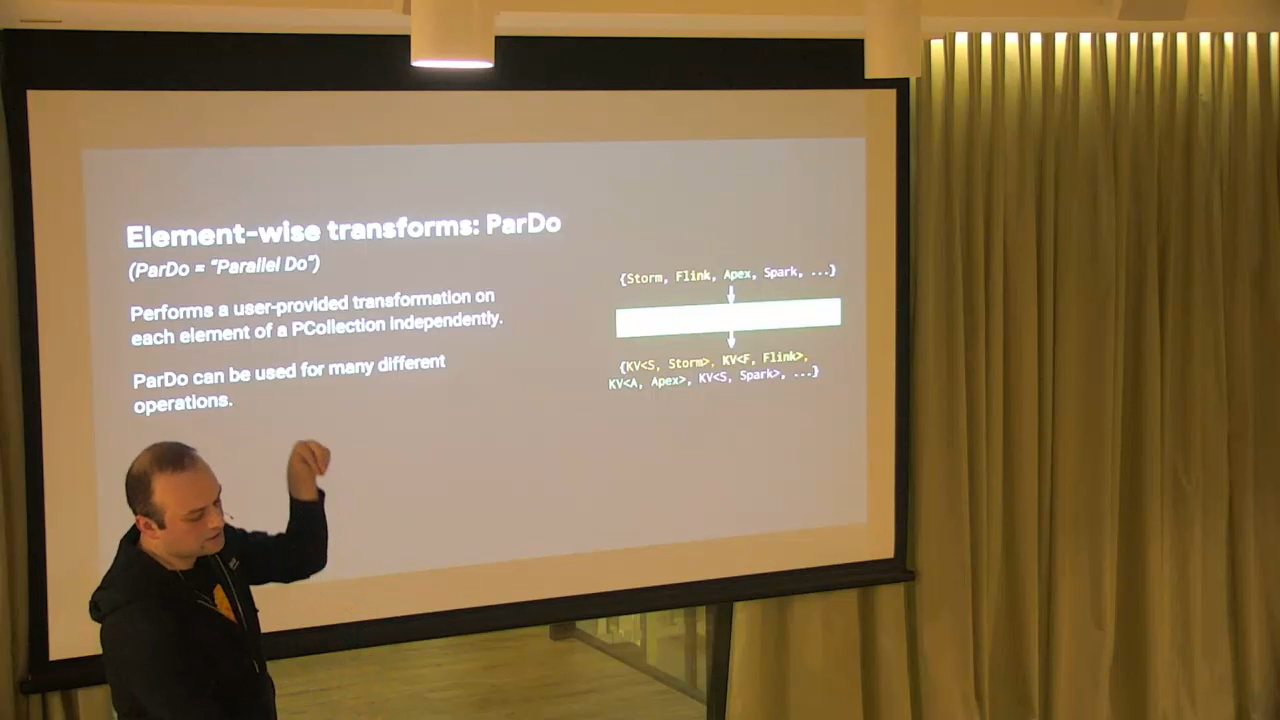 Element-wise transforms: ParDo
(ParDo = “Parallel Do”)
Performs a user-provided transformation on
each element of a PCollection independently.
ParDo can be used for many different
operations.
{Storm, Flink, Apex, Spark, ...}
{KV<S, Storm>, KV<F, Flink>,
KV<A, Apex>, KV<S, Spark>, ...}